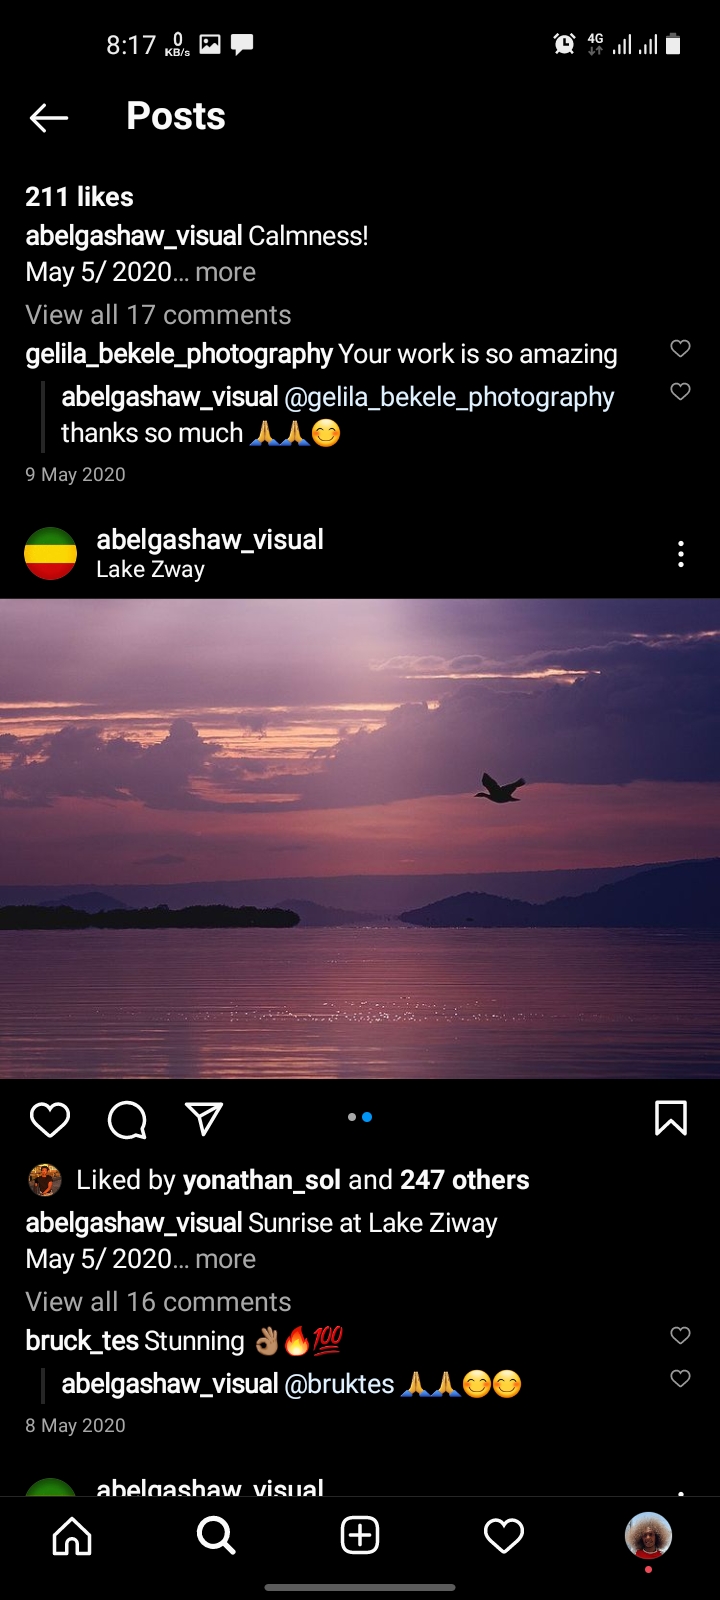 8:17 0 KB/s 4G
Posts
211 likes
abelgashaw_visual Calmness!
May 5/ 2020... more
View all 17 comments
gelila_bekele_photography Your work is so amazing
abelgashaw_visual @gelila_bekele_photography
thanks so much 🙏🙏😊
9 May 2020
abelgashaw_visual
Lake Zway
Liked by yonathan_sol and 247 others
abelgashaw_visual Sunrise at Lake Ziway
May 5/ 2020... more
View all 16 comments
bruck_tes Stunning 👌🏽🔥💯
abelgashaw_visual @bruktes 🙏🙏😊😊
8 May 2020
abelgashaw_visual